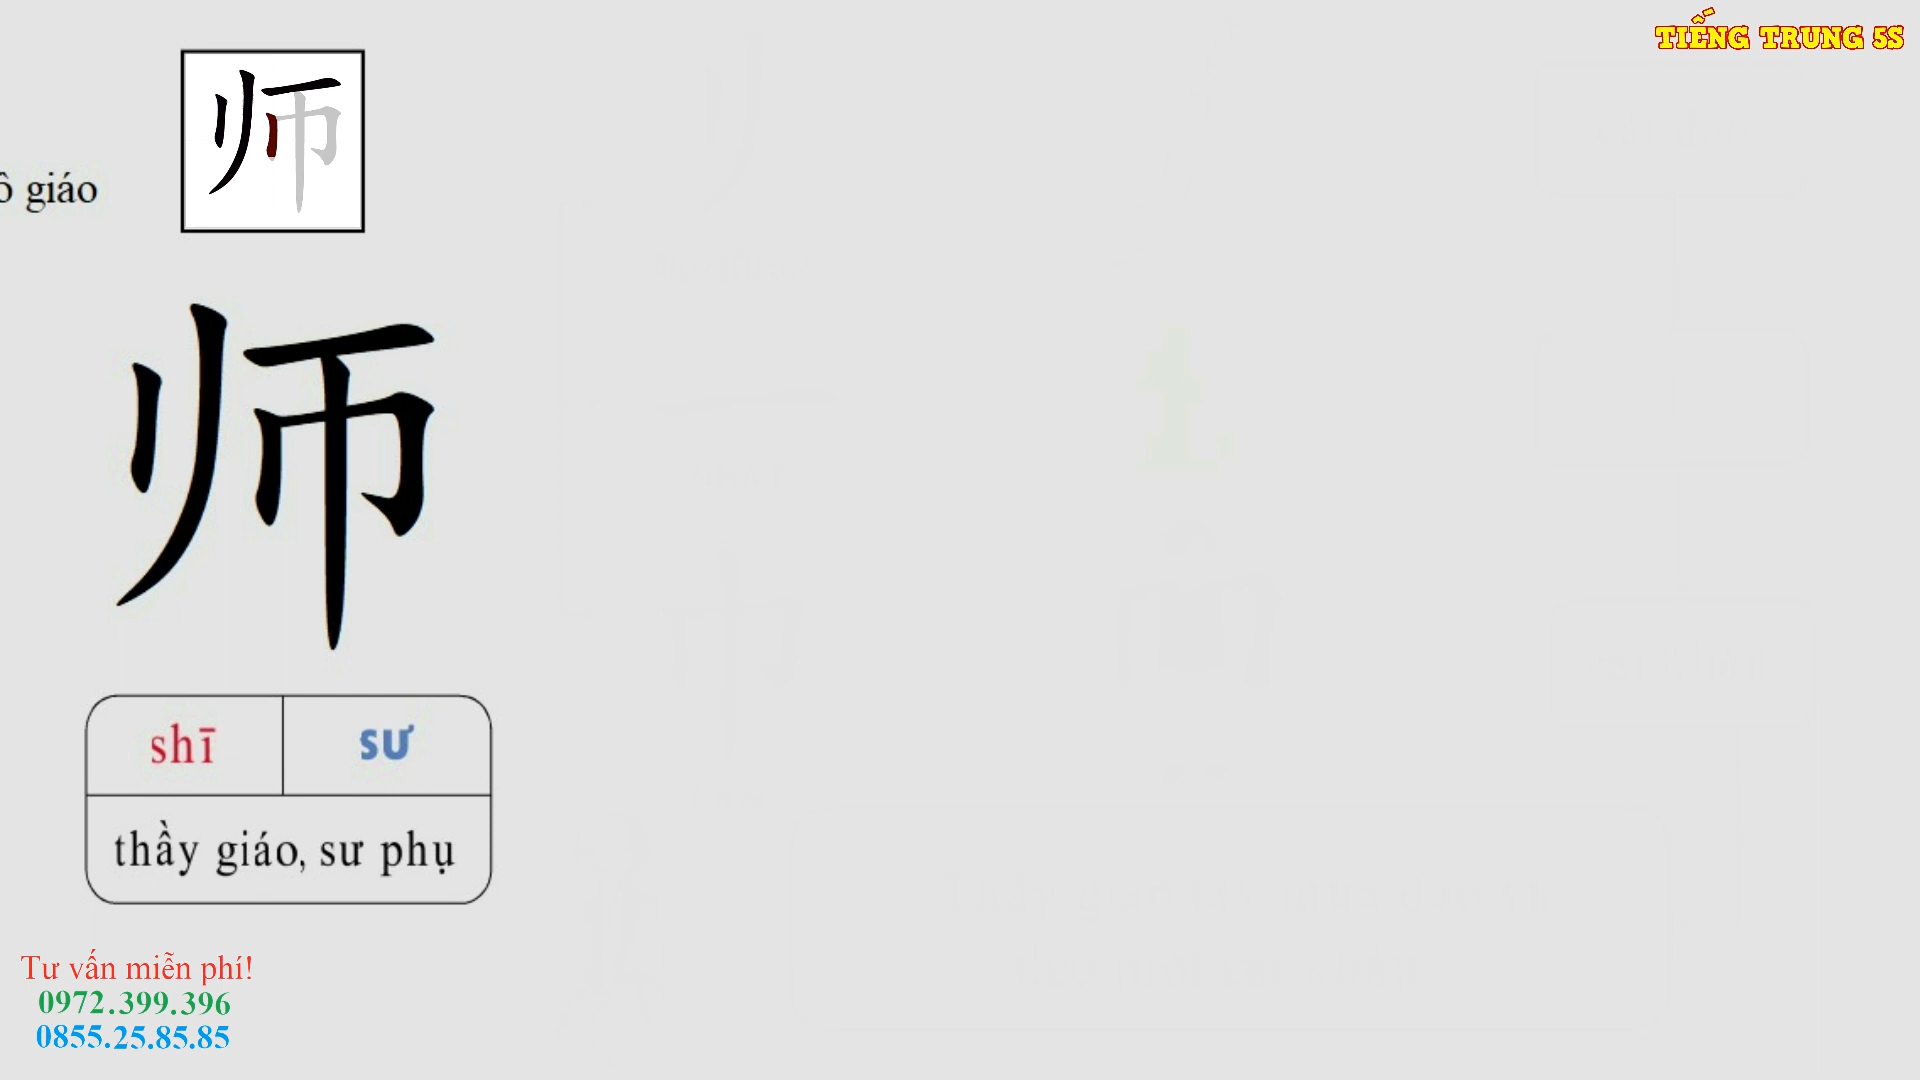 TIẾNG TRUNG 5S
师
ô giáo
师
shī sư
thầy giáo, sư phụ
Tư vấn miễn phí!
0972.399.396
0855.25.85.85